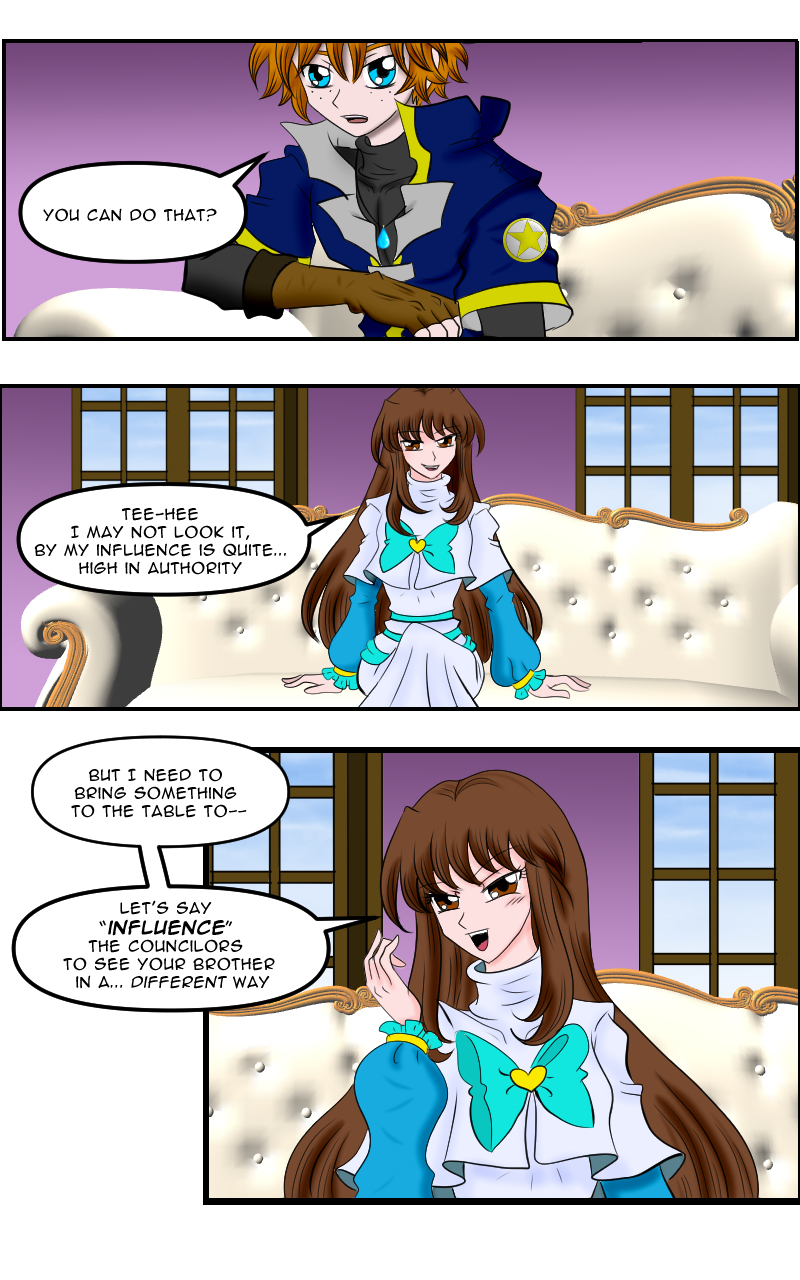 YOU CAN DO THAT?
TEE-HEE
I MAY NOT LOOK IT,
BY MY INFLUENCE IS QUITE...
HIGH IN AUTHORITY
BUT I NEED TO
BRING SOMETHING
TO THE TABLE TO--
LET'S SAY
"INFLUENCE"
THE COUNCILORS
TO SEE YOUR BROTHER
IN A... DIFFERENT WAY